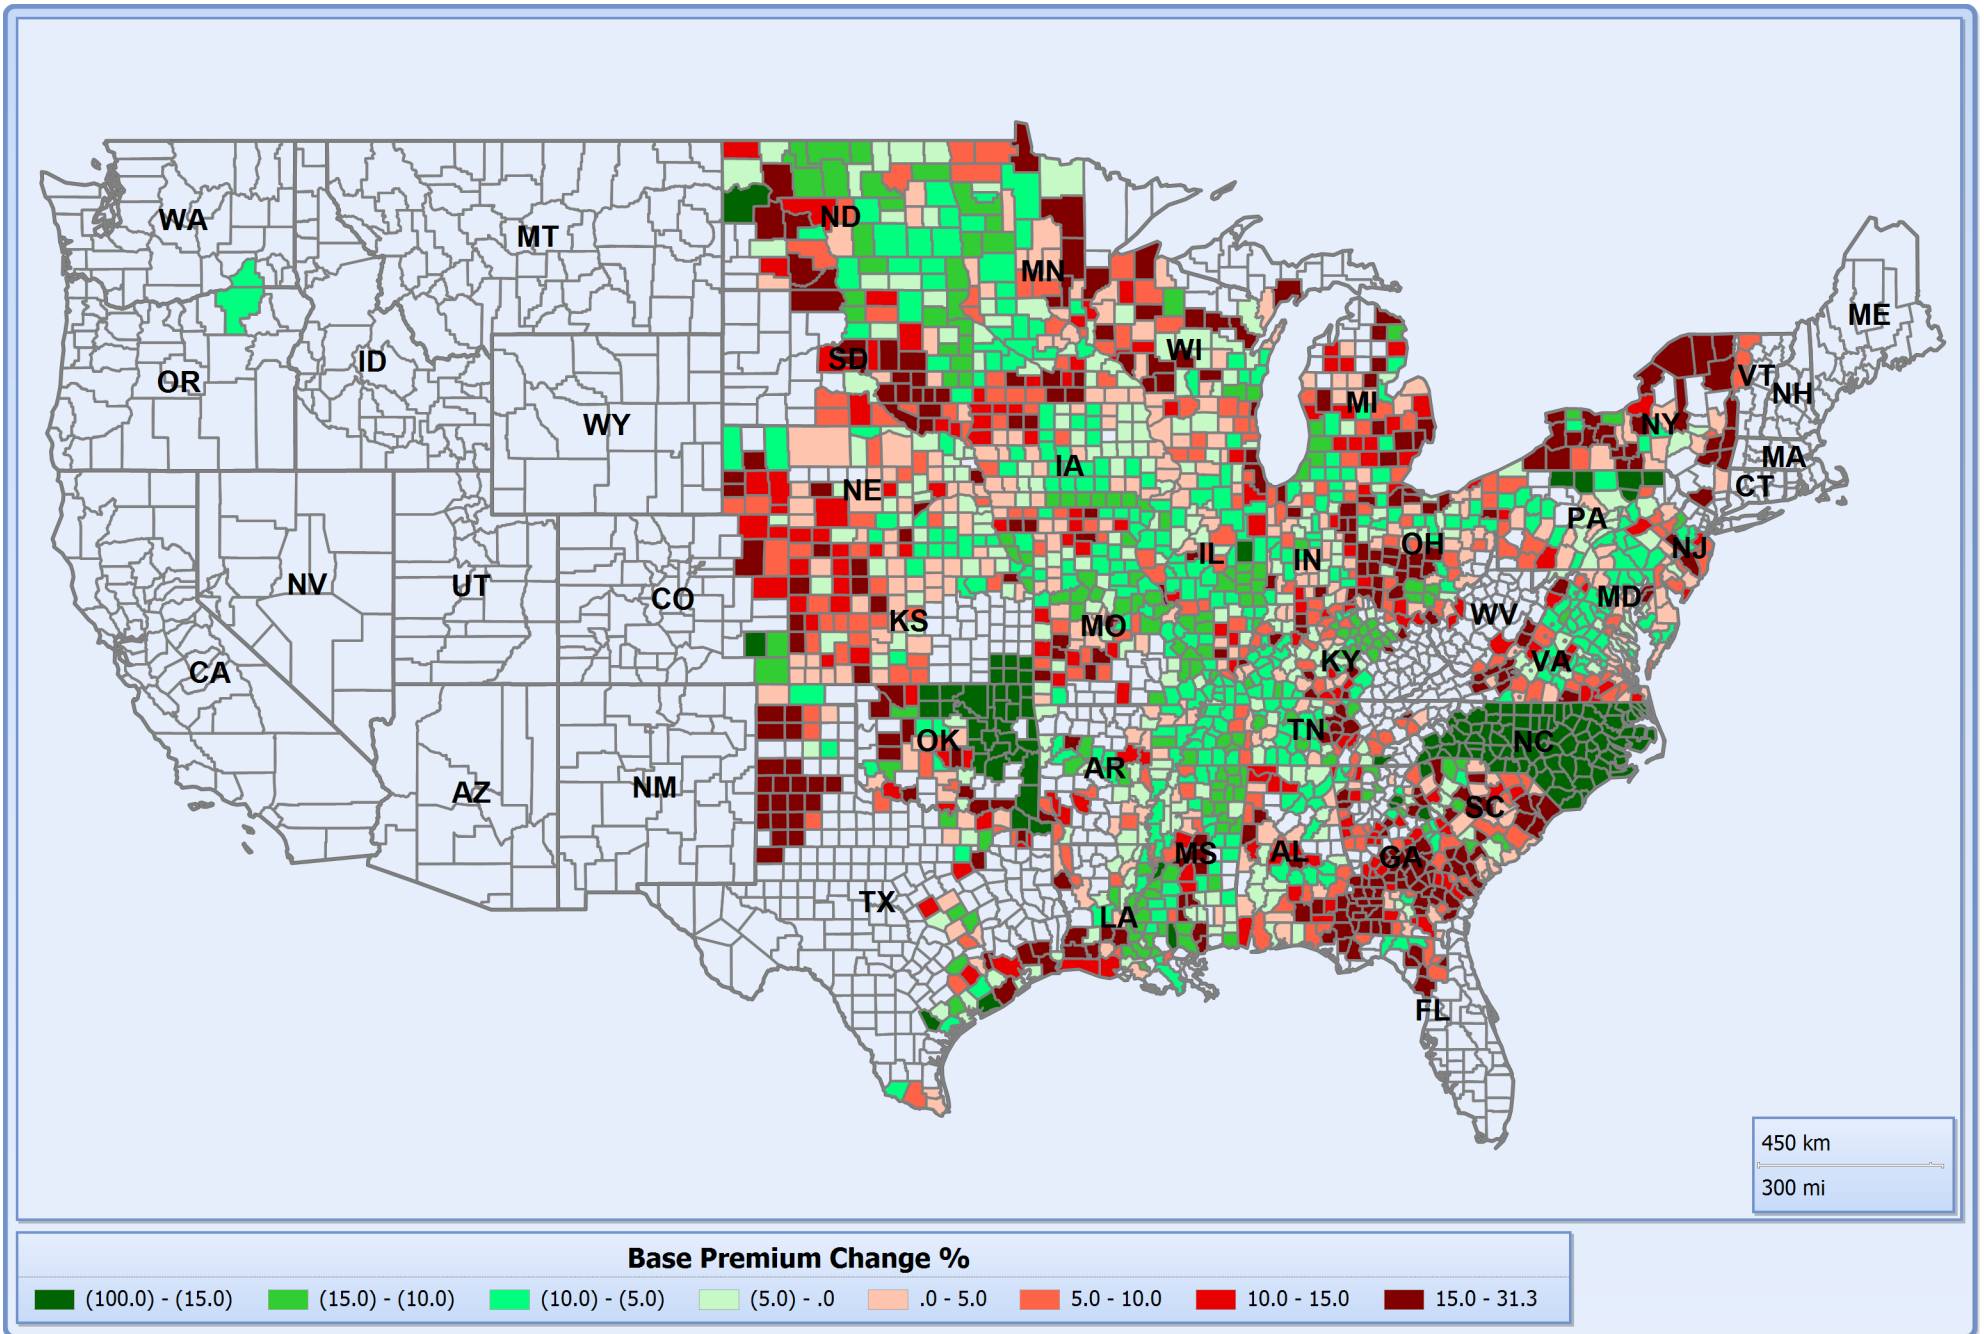 WA
MT
ND
MN
ME
OR
ID
SD
WI
VT
NH
WY
MI
NY
MA
CT
IA
NE
PA
NV
UT
CO
IL
IN
OH
NJ
MD
WV
KS
MO
CA
KY
VA
AZ
NM
OK
AR
TN
NC
SC
MS
AL
GA
TX
LA
FL
450 km
300 mi
Base Premium Change %
(100.0) - (15.0) (15.0) - (10.0) (10.0) - (5.0) (5.0) - .0 .0 - 5.0 5.0 - 10.0 10.0 - 15.0 15.0 - 31.3